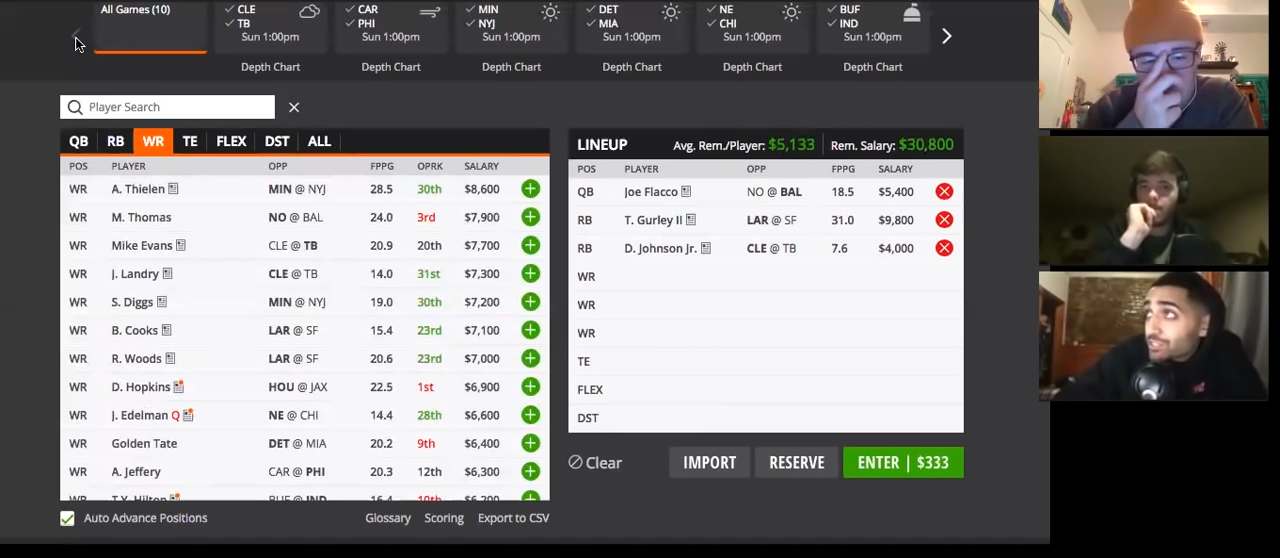 All Games (10)
CLE
TB
Sun 1:00pm
CAR
PHI
Sun 1:00pm
MIN
NYJ
Sun 1:00pm
DET
MIA
Sun 1:00pm
NE
CHI
Sun 1:00pm
BUF
IND
Sun 1:00pm
Depth Chart
Depth Chart
Depth Chart
Depth Chart
Depth Chart
Depth Chart
Player Search
QB RB WR TE FLEX DST ALL
POS PLAYER OPP FPPG OPRK SALARY
WR A. Thielen MIN @ NYJ 28.5 30th $8,600
WR M. Thomas NO @ BAL 24.0 3rd $7,900
WR Mike Evans CLE @ TB 20.9 20th $7,700
WR J. Landry CLE @ TB 14.0 31st $7,300
WR S. Diggs MIN @ NYJ 19.0 30th $7,200
WR B. Cooks LAR @ SF 15.4 23rd $7,100
WR R. Woods LAR @ SF 20.6 23rd $7,000
WR D. Hopkins HOU @ JAX 22.5 1st $6,900
WR J. Edelman Q NE @ CHI 14.4 28th $6,600
WR Golden Tate DET @ MIA 20.2 9th $6,400
WR A. Jeffery CAR @ PHI 20.3 12th $6,300
WR T.Y. Hilton BUF @ IND 16.4 10th $6,200
Auto Advance Positions
Glossary Scoring Export to CSV
LINEUP Avg. Rem./Player: $5,133 Rem. Salary: $30,800
POS PLAYER OPP FPPG SALARY
QB Joe Flacco NO @ BAL 18.5 $5,400
RB T. Gurley II LAR @ SF 31.0 $9,800
RB D. Johnson Jr. CLE @ TB 7.6 $4,000
WR
WR
WR
TE
FLEX
DST
Clear IMPORT RESERVE ENTER | $333